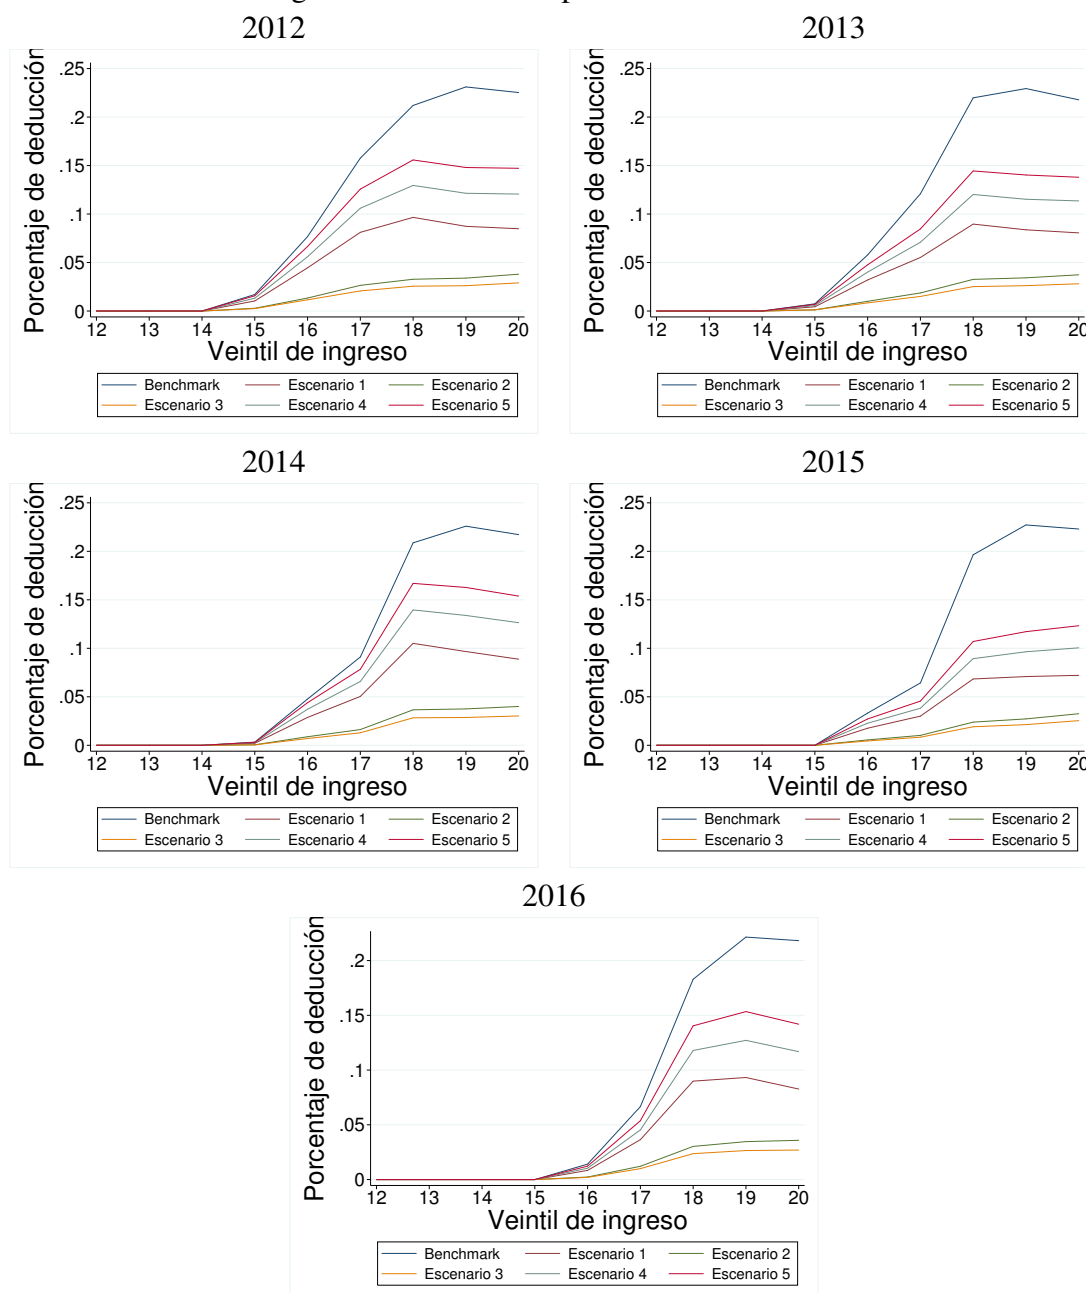 2012
2013
Porcentaje de deducción
.25
.2
.15
.1
.05
0
12 13 14 15 16 17 18 19 20
Veintil de ingreso
Benchmark Escenario 1 Escenario 2
Escenario 3 Escenario 4 Escenario 5
Porcentaje de deducción
.25
.2
.15
.1
.05
0
12 13 14 15 16 17 18 19 20
Veintil de ingreso
Benchmark Escenario 1 Escenario 2
Escenario 3 Escenario 4 Escenario 5
2014
2015
Porcentaje de deducción
.25
.2
.15
.1
.05
0
12 13 14 15 16 17 18 19 20
Veintil de ingreso
Benchmark Escenario 1 Escenario 2
Escenario 3 Escenario 4 Escenario 5
Porcentaje de deducción
.25
.2
.15
.1
.05
0
12 13 14 15 16 17 18 19 20
Veintil de ingreso
Benchmark Escenario 1 Escenario 2
Escenario 3 Escenario 4 Escenario 5
2016
Porcentaje de deducción
.2
.15
.1
.05
0
12 13 14 15 16 17 18 19 20
Veintil de ingreso
Benchmark Escenario 1 Escenario 2
Escenario 3 Escenario 4 Escenario 5